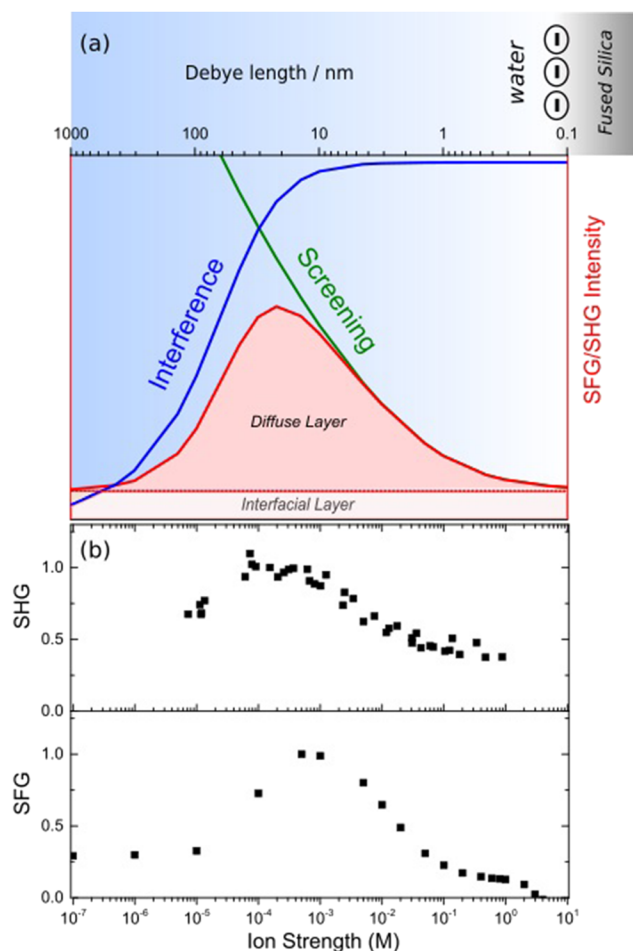 (a)
Debye length / nm
water
Fused Silica
1000 100 10 1 0.1
Interference
Screening
SFG/SHG Intensity
Diffuse Layer
Interfacial Layer
(b)
SHG
1.0
0.5
0.0
SFG
1.0
0.5
0.0
10⁻⁷ 10⁻⁶ 10⁻⁵ 10⁻⁴ 10⁻³ 10⁻² 10⁻¹ 10⁰ 10¹
Ion Strength (M)